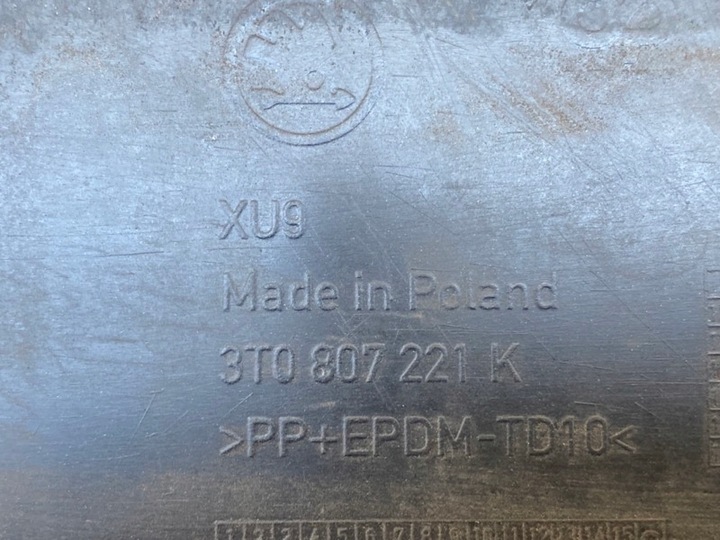 XU9
Made in Poland
3T0 807 221 K
>PP+EPDM-TD10<